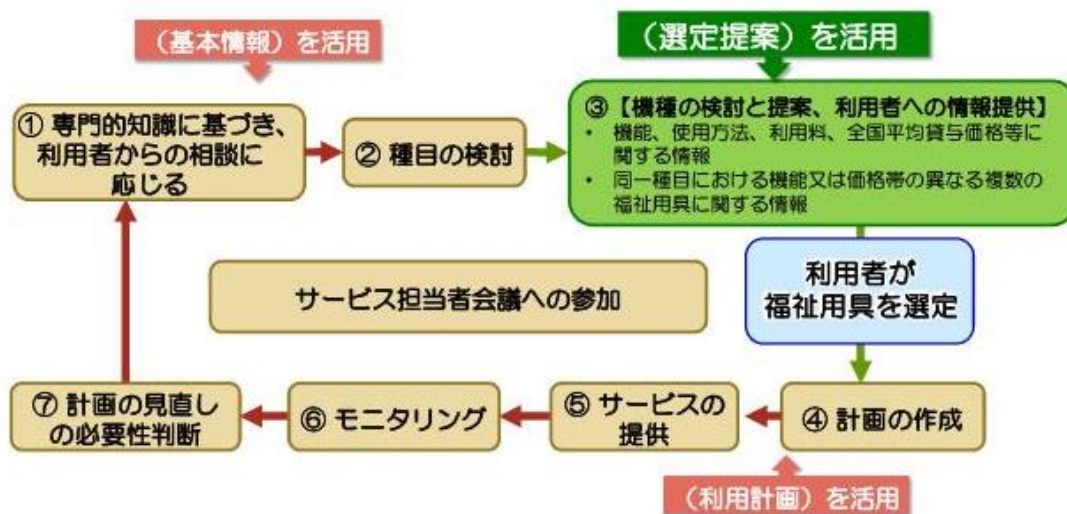 （基本情報）を活用
（選定提案）を活用
① 専門的知識に基づき、
利用者からの相談に
応じる
② 種目の検討
③【機種の検討と提案、利用者への情報提供】
• 機能、使用方法、利用料、全国平均貸与価格等に
関する情報
• 同一種目における機能又は価格帯の異なる複数の
福祉用具に関する情報
利用者が
福祉用具を選定
サービス担当者会議への参加
⑦ 計画の見直し
の必要性判断
⑥ モニタリング
⑤ サービスの
提供
④ 計画の作成
（利用計画）を活用